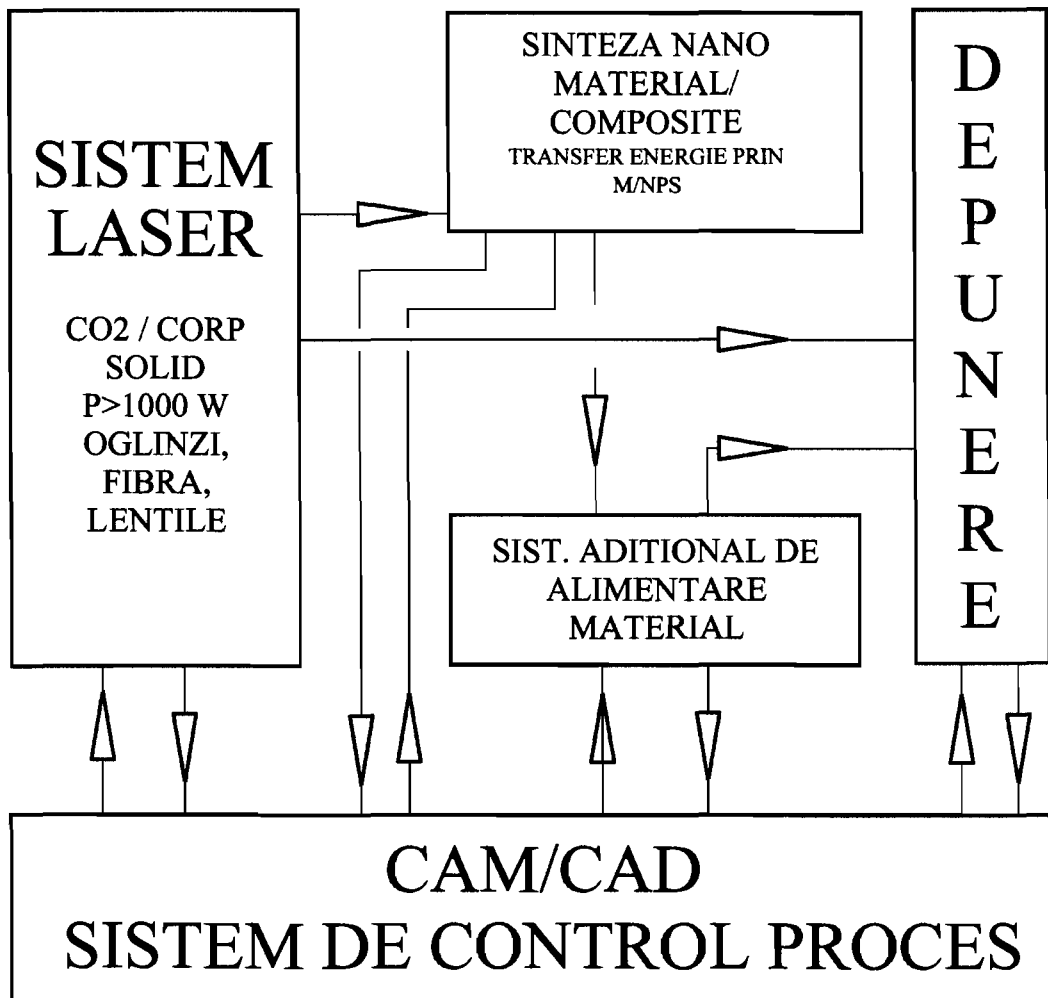 SISTEM
LASER
CO2 / CORP
SOLID
P>1000 W
OGLINZI,
FIBRA,
LENTILE
SINTEZA NANO
MATERIAL/
COMPOSITE
TRANSFER ENERGIE PRIN
M/NPS
SIST. ADITIONAL DE
ALIMENTARE
MATERIAL
D
E
P
U
N
E
R
E
CAM/CAD
SISTEM DE CONTROL PROCES